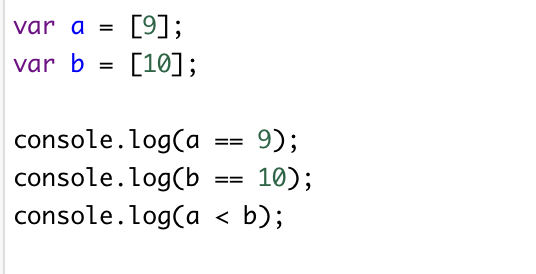 var a = [9];
var b = [10];
console.log(a == 9);
console.log(b == 10);
console.log(a < b);